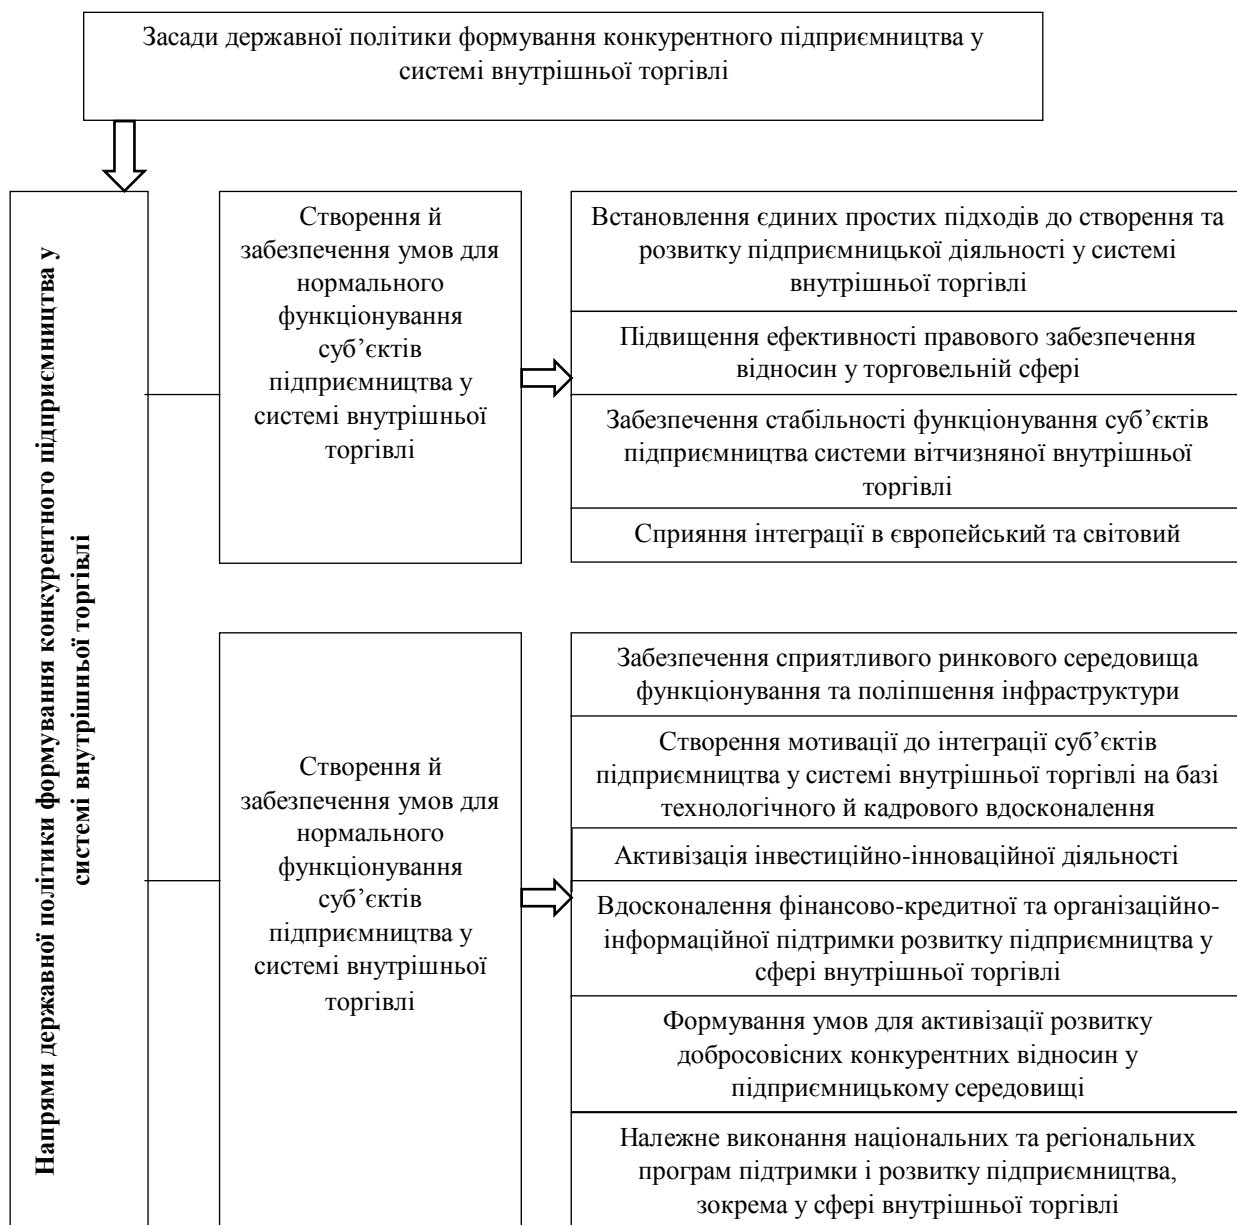 Засади державної політики формування конкурентного підприємництва у
системі внутрішньої торгівлі
Напрями державної політики формування конкурентного підприємництва у
системі внутрішньої торгівлі
Створення й
забезпечення умов для
нормального
функціонування
суб’єктів
підприємництва у
системі внутрішньої
торгівлі
Встановлення єдиних простих підходів до створення та
розвитку підприємницької діяльності у системі
внутрішньої торгівлі
Підвищення ефективності правового забезпечення
відносин у торговельній сфері
Забезпечення стабільності функціонування суб’єктів
підприємництва системи вітчизняної внутрішньої
торгівлі
Сприяння інтеграції в європейський та світовий
Створення й
забезпечення умов для
нормального
функціонування
суб’єктів
підприємництва у
системі внутрішньої
торгівлі
Забезпечення сприятливого ринкового середовища
функціонування та поліпшення інфраструктури
Створення мотивації до інтеграції суб’єктів
підприємництва у системі внутрішньої торгівлі на базі
технологічного й кадрового вдосконалення
Активізація інвестиційно-інноваційної діяльності
Вдосконалення фінансово-кредитної та організаційно-
інформаційної підтримки розвитку підприємництва у
сфері внутрішньої торгівлі
Формування умов для активізації розвитку
добросовісних конкурентних відносин у
підприємницькому середовищі
Належне виконання національних та регіональних
програм підтримки і розвитку підприємництва,
зокрема у сфері внутрішньої торгівлі